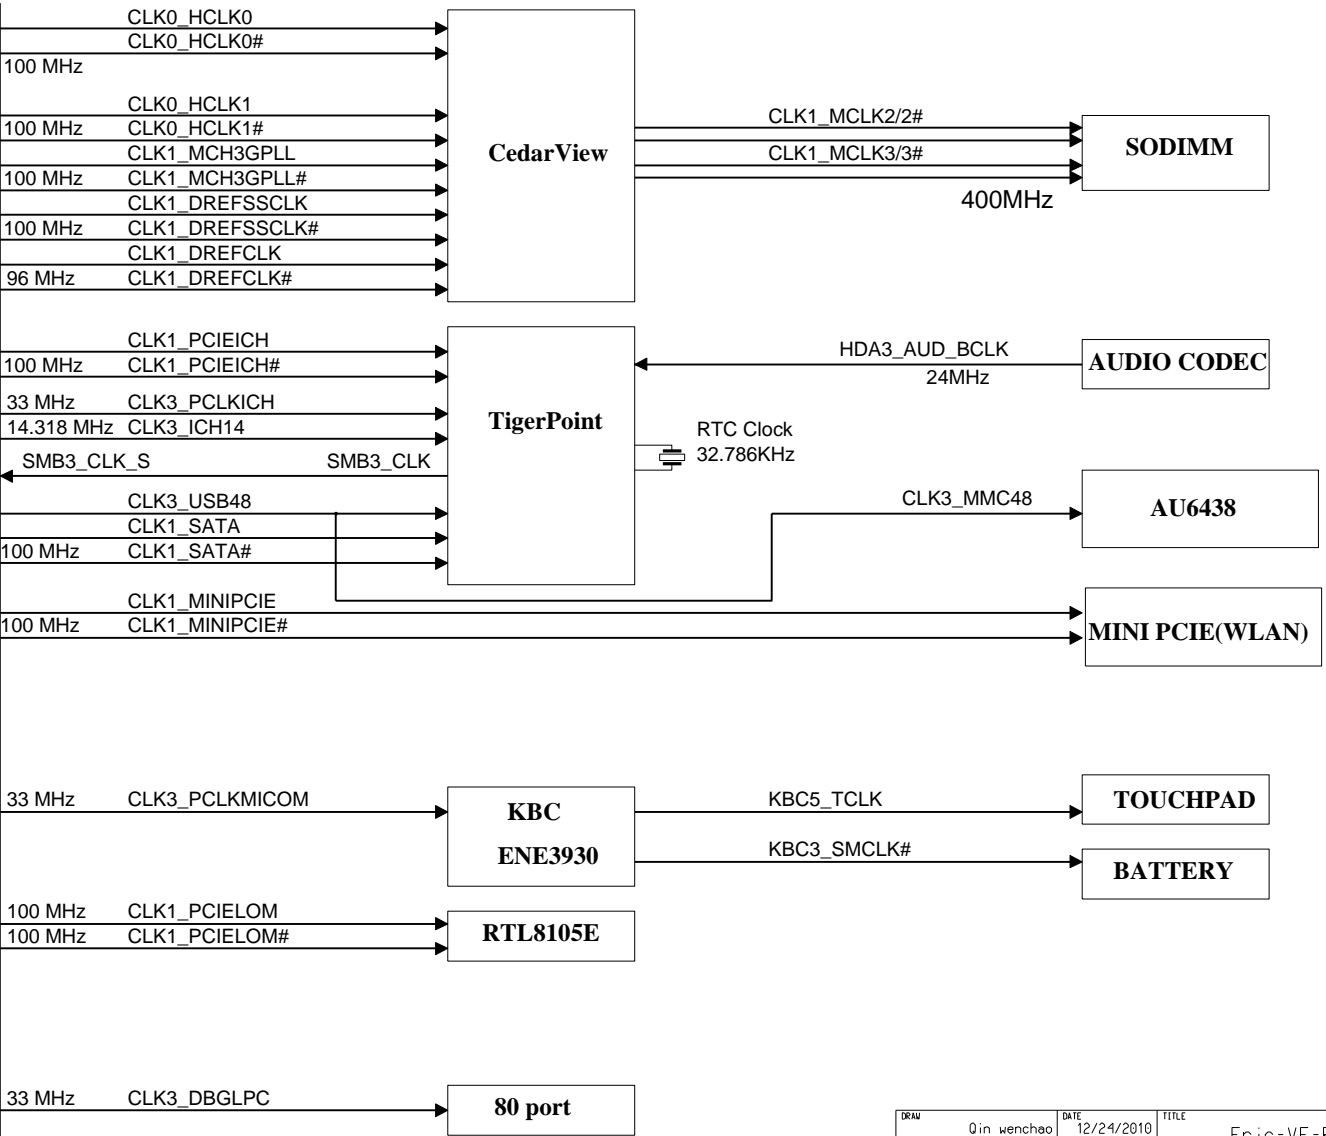 CLK0_HCLK0
CLK0_HCLK0#
100 MHz
CLK0_HCLK1
100 MHz CLK0_HCLK1#
CLK1_MCH3GPLL
100 MHz CLK1_MCH3GPLL#
CLK1_DREFSSCLK
100 MHz CLK1_DREFSSCLK#
CLK1_DREFCLK
96 MHz CLK1_DREFCLK#
CedarView
CLK1_MCLK2/2#
CLK1_MCLK3/3#
400MHz
SODIMM
CLK1_PCIEICH
100 MHz CLK1_PCIEICH#
33 MHz CLK3_PCLKICH
14.318 MHz CLK3_ICH14
SMB3_CLK_S SMB3_CLK
CLK3_USB48
CLK1_SATA
100 MHz CLK1_SATA#
TigerPoint
HDA3_AUD_BCLK
24MHz
AUDIO CODEC
RTC Clock
32.786KHz
CLK3_MMC48
AU6438
CLK1_MINIPCIE
100 MHz CLK1_MINIPCIE#
MINI PCIE(WLAN)
33 MHz CLK3_PCLKMICOM
KBC
ENE3930
KBC5_TCLK
TOUCHPAD
KBC3_SMCLK#
BATTERY
100 MHz CLK1_PCIELOM
100 MHz CLK1_PCIELOM#
RTL8105E
33 MHz CLK3_DBGLPC
80 port
DRAW
Qin wenchao
DATE
12/24/2010
TITLE